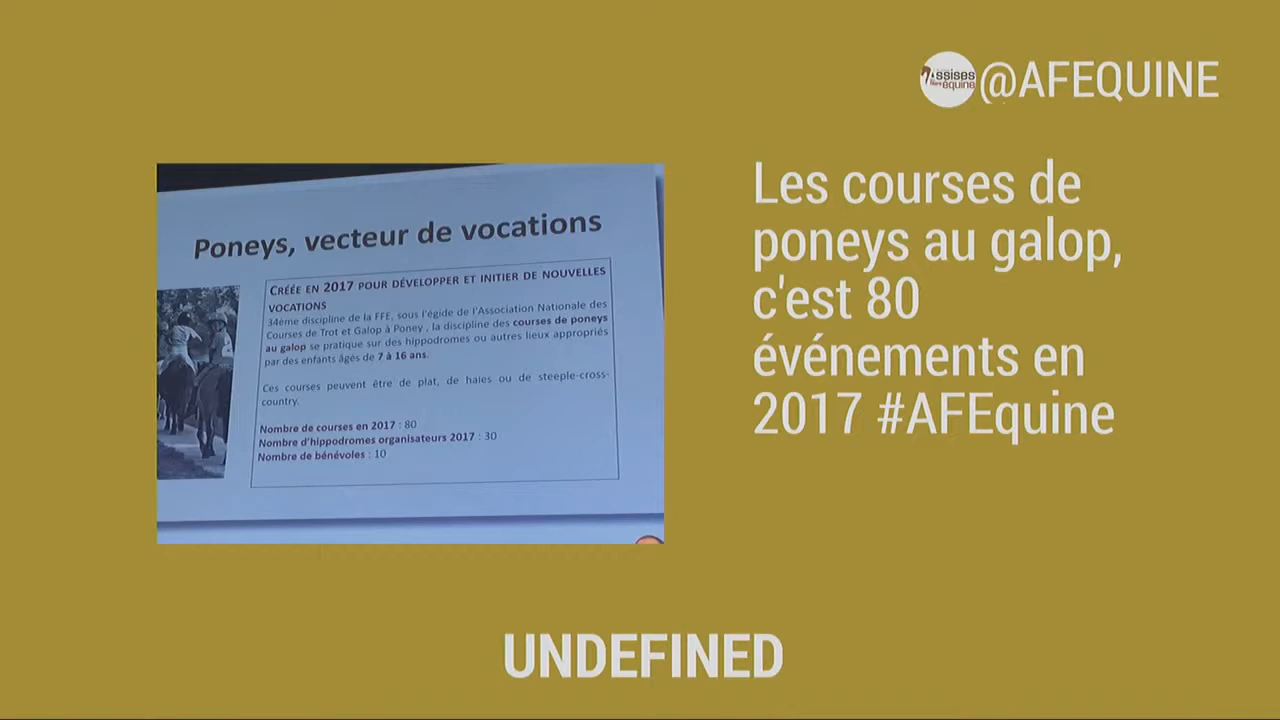 Assises
filière équine
@AFEQUINE
Les courses de
poneys au galop,
c'est 80
événements en
2017 #AFEquine
Poneys, vecteur de vocations
CRÉÉE EN 2017 POUR DÉVELOPPER ET INITIER DE NOUVELLES
VOCATIONS
34ème discipline de la FFE, sous l'égide de l'Association Nationale des
Courses de Trot et Galop à Poney , la discipline des courses de poneys
au galop se pratique sur des hippodromes ou autres lieux appropriés
par des enfants âgés de 7 à 16 ans.
Ces courses peuvent être de plat, de haies ou de steeple-cross-
country.
Nombre de courses en 2017 : 80
Nombre d'hippodromes organisateurs 2017 : 30
Nombre de bénévoles : 10
UNDEFINED